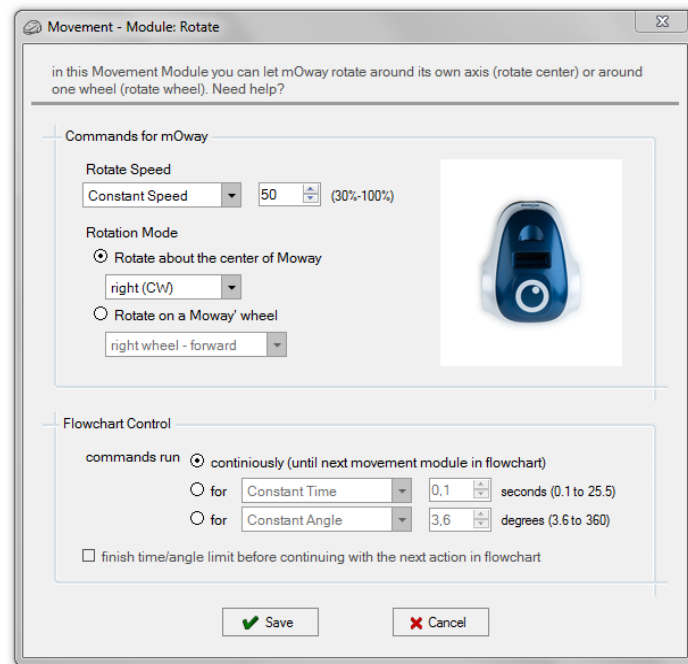 Movement - Module: Rotate
in this Movement Module you can let mOway rotate around its own axis (rotate center) or around
one wheel (rotate wheel). Need help?
Commands for mOway
Rotate Speed
Constant Speed 50 (30%-100%)
Rotation Mode
Rotate about the center of Moway
right (CW)
Rotate on a Moway' wheel
right wheel - forward
Flowchart Control
commands run continiously (until next movement module in flowchart)
for Constant Time 0,1 seconds (0.1 to 25.5)
for Constant Angle 3,6 degrees (3.6 to 360)
finish time/angle limit before continuing with the next action in flowchart
Save Cancel